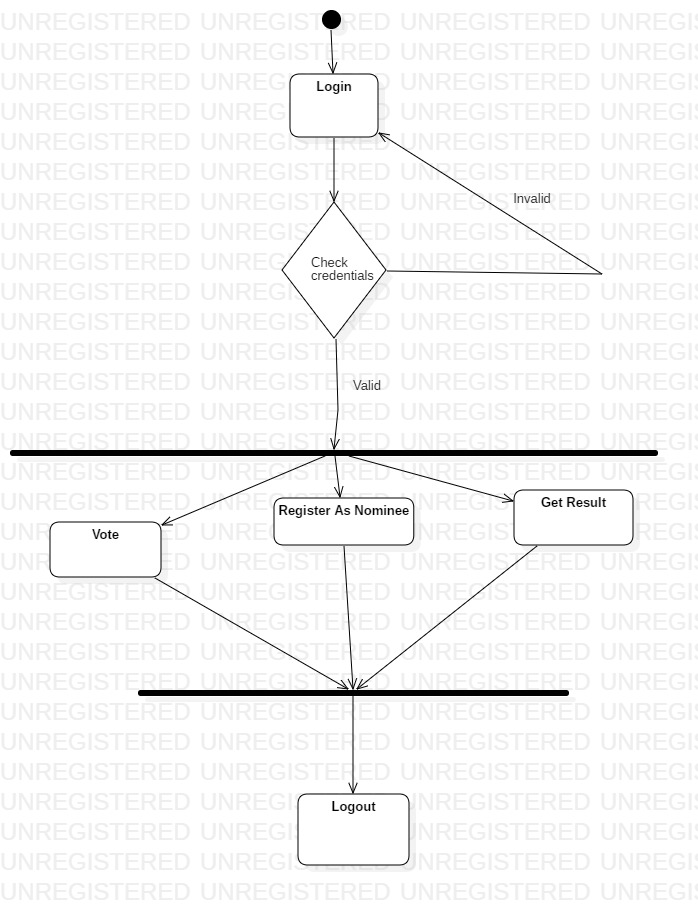 Login
Invalid
Check
credentials
Valid
Register As Nominee
Get Result
Vote
Logout
UNREGISTERED